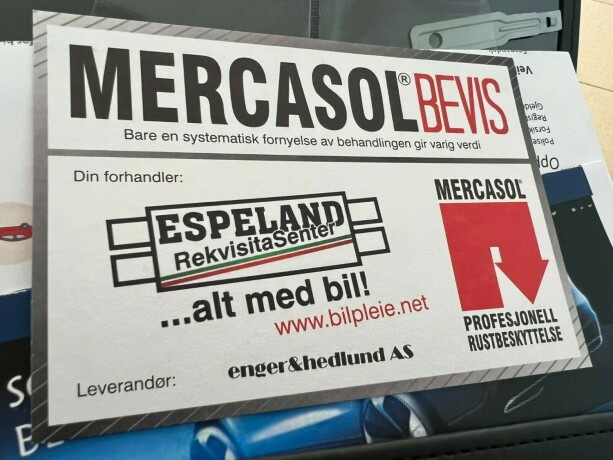 MERCASOL® BEVIS
Bare en systematisk fornyelse av behandlingen gir varig verdi
Din forhandler:
ESPELAND
RekvisitaSenter
...alt med bil!
www.bilpleie.net
MERCASOL®
PROFESJONELL
RUSTBESKYTTELSE
Leverandør:
enger&hedlund AS